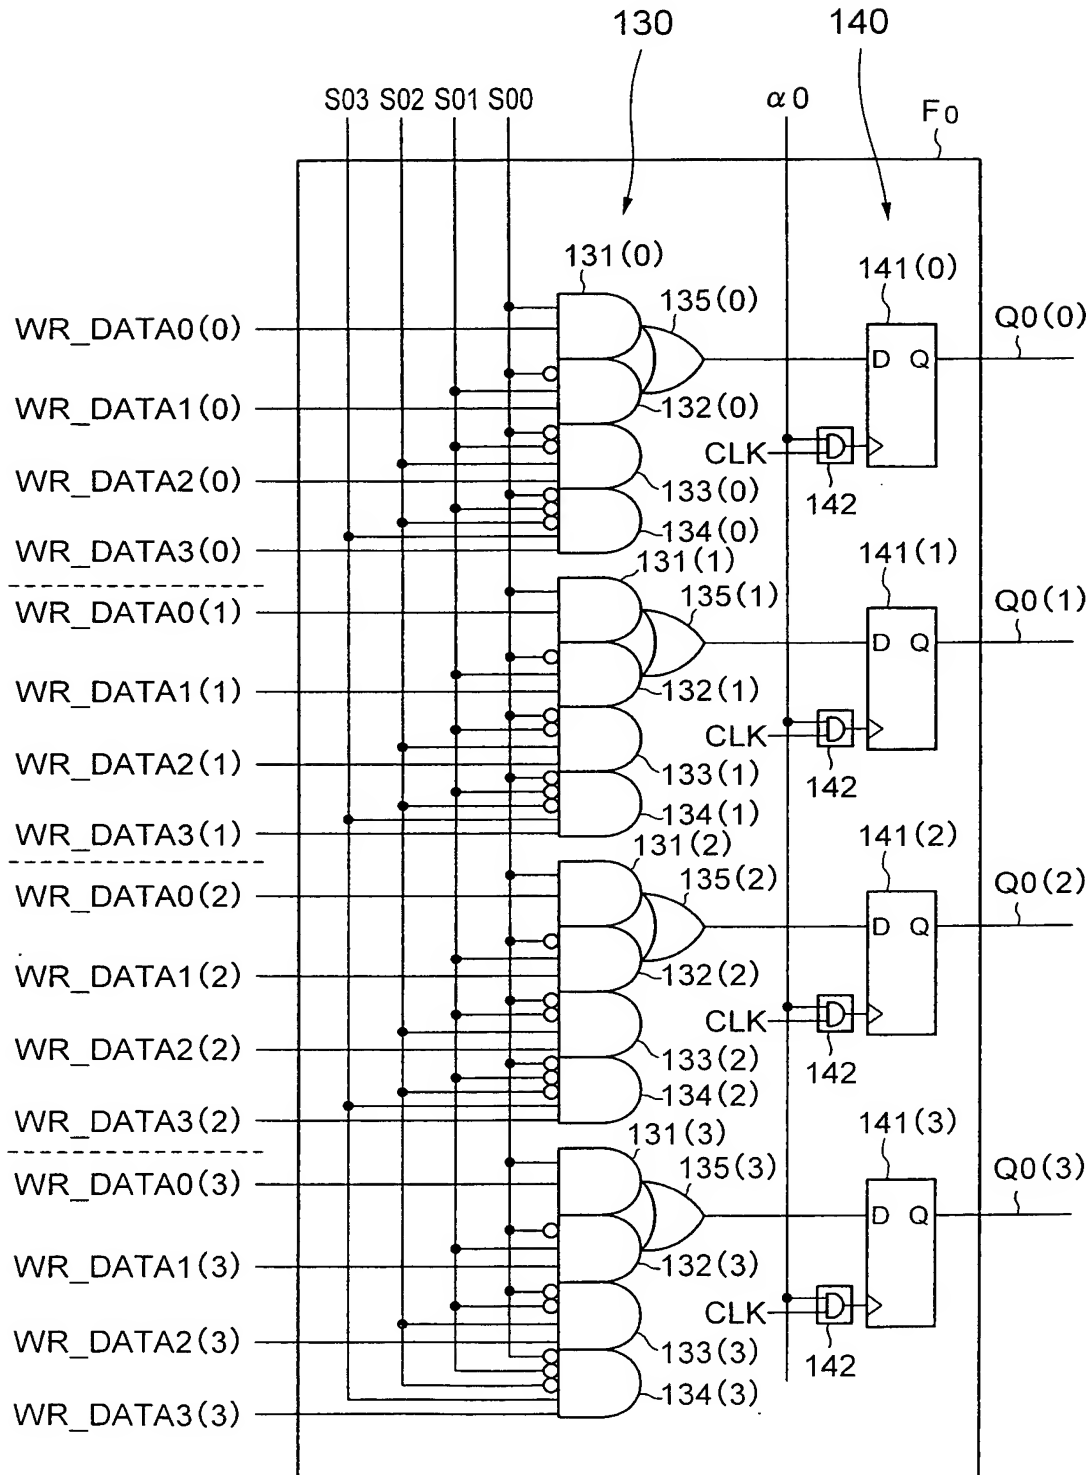 130
140
S03 S02 S01 S00
α0
F0
131(0)
135(0)
141(0)
WR_DATA0(0)
D Q
Q0(0)
WR_DATA1(0)
132(0)
CLK
WR_DATA2(0)
133(0)
142
134(0)
WR_DATA3(0)
131(1)
141(1)
WR_DATA0(1)
135(1)
Q0(1)
D Q
WR_DATA1(1)
132(1)
CLK
WR_DATA2(1)
133(1)
142
134(1)
WR_DATA3(1)
131(2)
141(2)
135(2)
WR_DATA0(2)
Q0(2)
D Q
WR_DATA1(2)
132(2)
CLK
WR_DATA2(2)
133(2)
142
134(2)
WR_DATA3(2)
131(3)
141(3)
135(3)
WR_DATA0(3)
Q0(3)
D Q
WR_DATA1(3)
132(3)
CLK
WR_DATA2(3)
133(3)
142
134(3)
WR_DATA3(3)